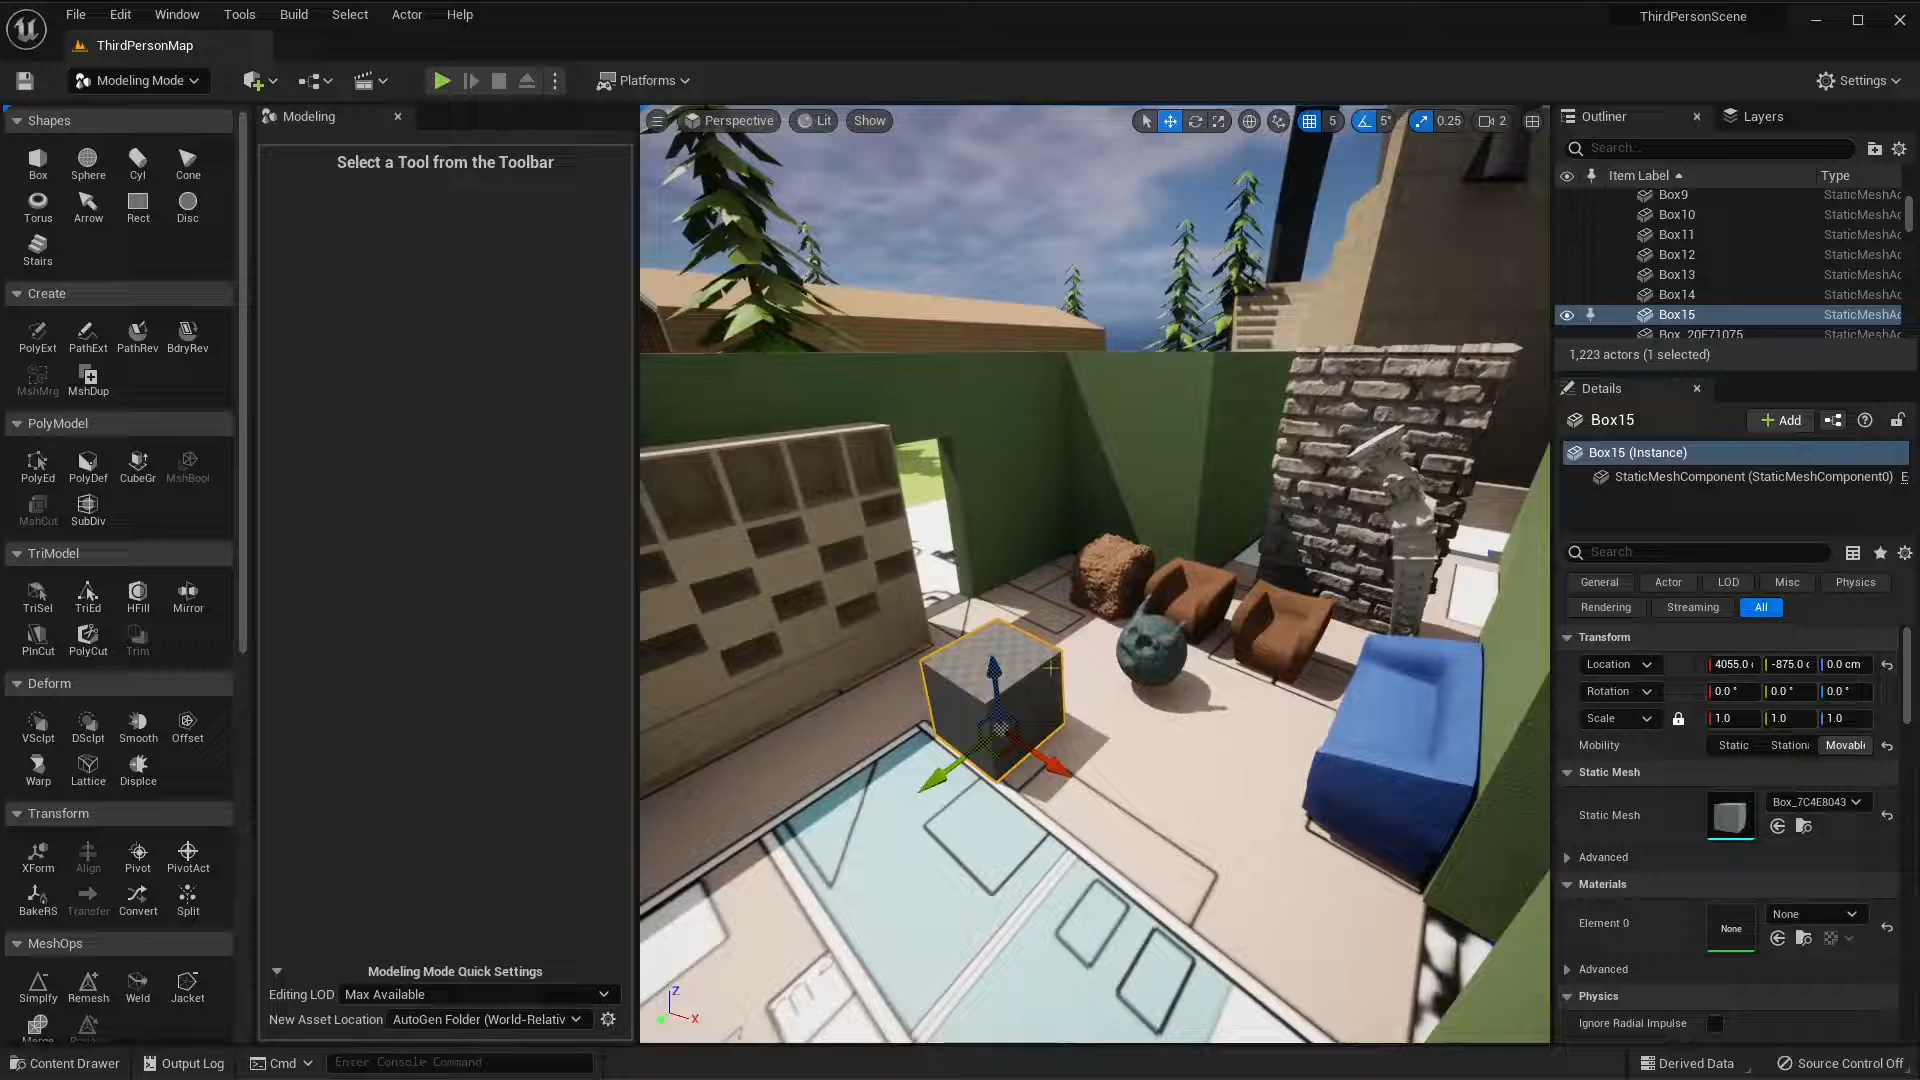 File Edit Window Tools Build Select Actor Help
ThirdPersonScene
ThirdPersonMap
Modeling Mode
Platforms
Settings
Shapes
Box Sphere Cyl Cone
Torus Arrow Rect Disc
Stairs
Create
PolyExt PathExt PathRev BdryRev
MshMrg MshDup
PolyModel
PolyEd PolyDef CubeGr MshBool
MshCut SubDiv
TriModel
TriSel TriEd HFill Mirror
PlnCut PolyCut Trim
Deform
VSclpt DSclpt Smooth Offset
Warp Lattice Displce
Transform
XForm Align Pivot PivotAct
BakeRS Transfer Convert Split
MeshOps
Simplfy Remesh Weld Jacket
Merge
Modeling
Select a Tool from the Toolbar
Modeling Mode Quick Settings
Editing LOD Max Available
New Asset Location AutoGen Folder (World-Relativ
Perspective Lit Show
5 5° 0.25 2
Z
X
Outliner Layers
Search...
Item Label Type
Box9 StaticMeshAc
Box10 StaticMeshAc
Box11 StaticMeshAc
Box12 StaticMeshAc
Box13 StaticMeshAc
Box14 StaticMeshAc
Box15 StaticMeshAc
Box_20F71075 StaticMeshAc
1,223 actors (1 selected)
Details
Box15
Add
Box15 (Instance)
StaticMeshComponent (StaticMeshComponent0) E
Search
General Actor LOD Misc Physics
Rendering Streaming All
Transform
Location 4055.0 -875.0 0.0 cm
Rotation 0.0 ° 0.0 ° 0.0 °
Scale 1.0 1.0 1.0
Mobility Static Station Movabl
Static Mesh
Static Mesh Box_7C4E8043
Advanced
Materials
Element 0 None None
Advanced
Physics
Ignore Radial Impulse
Content Drawer Output Log Cmd Enter Console Command
Derived Data Source Control Off